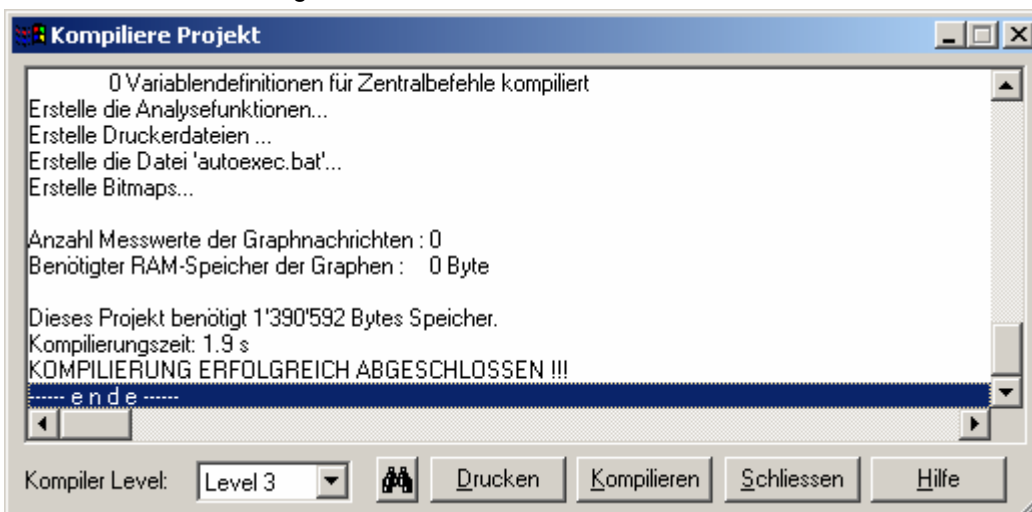 Kompiliere Projekt
0 Variablendefinitionen für Zentralbefehle kompiliert
Erstelle die Analysefunktionen...
Erstelle Druckerdateien ...
Erstelle die Datei 'autoexec.bat'...
Erstelle Bitmaps...
Anzahl Messwerte der Graphnachrichten : 0
Benötigter RAM-Speicher der Graphen :    0 Byte
Dieses Projekt benötigt 1'390'592 Bytes Speicher.
Kompilierungszeit: 1.9 s
KOMPILIERUNG ERFOLGREICH ABGESCHLOSSEN !!!
------ e n d e ------
Kompiler Level: Level 3 Drucken Kompilieren Schliessen Hilfe